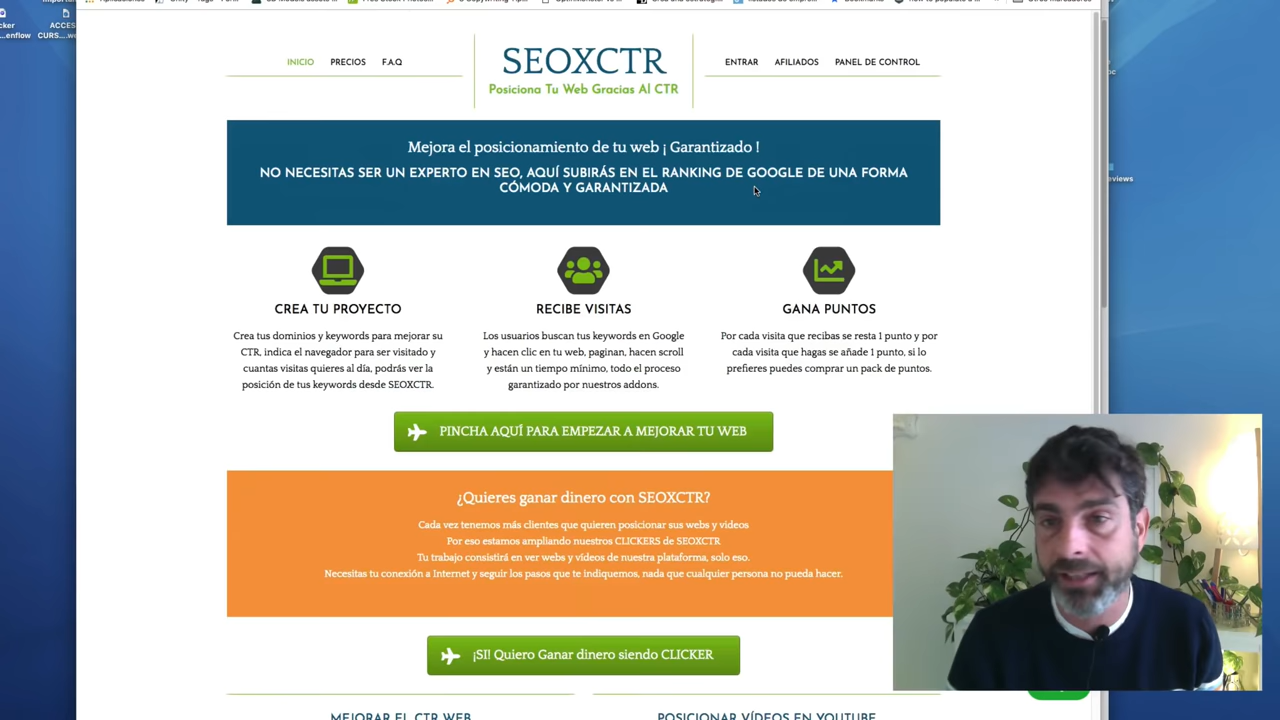 cker
....enflow
ACCES
CURS....we
Otros marcadores
INICIO
PRECIOS
F.A.Q
SEOXCTR
Posiciona Tu Web Gracias Al CTR
ENTRAR
AFILIADOS
PANEL DE CONTROL
Mejora el posicionamiento de tu web ¡ Garantizado !
NO NECESITAS SER UN EXPERTO EN SEO, AQUÍ SUBIRÁS EN EL RANKING DE GOOGLE DE UNA FORMA
CÓMODA Y GARANTIZADA
eviews
CREA TU PROYECTO
Crea tus dominios y keywords para mejorar su
CTR, indica el navegador para ser visitado y
cuantas visitas quieres al día, podrás ver la
posición de tus keywords desde SEOXCTR.
RECIBE VISITAS
Los usuarios buscan tus keywords en Google
y hacen clic en tu web, paginan, hacen scroll
y están un tiempo mínimo, todo el proceso
garantizado por nuestros addons.
GANA PUNTOS
Por cada visita que recibas se resta 1 punto y por
cada visita que hagas se añade 1 punto, si lo
prefieres puedes comprar un pack de puntos.
PINCHA AQUÍ PARA EMPEZAR A MEJORAR TU WEB
¿Quieres ganar dinero con SEOXCTR?
Cada vez tenemos más clientes que quieren posicionar sus webs y videos
Por eso estamos ampliando nuestros CLICKERS de SEOXCTR
Tu trabajo consistirá en ver webs y vídeos de nuestra plataforma, solo eso.
Necesitas tu conexión a Internet y seguir los pasos que te indiquemos, nada que cualquier persona no pueda hacer.
¡SI! Quiero Ganar dinero siendo CLICKER
MEJORAR EL CTR WEB
POSICIONAR VÍDEOS EN YOUTUBE